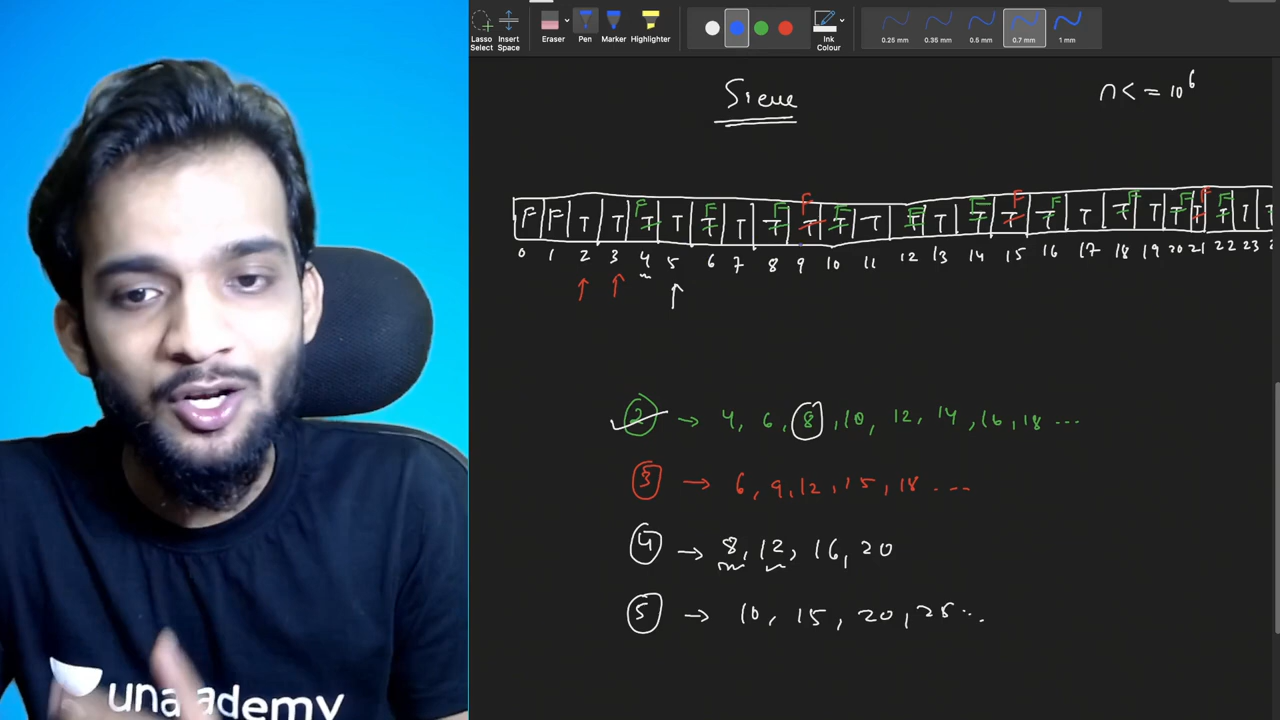 Lasso Select
Insert Space
Eraser
Pen
Marker
Highlighter
Ink Colour
0.25 mm
0.35 mm
0.5 mm
0.7 mm
1 mm
Sieve
n <= 10^6
F F T T T T T T T T T T T T T T T T T T T T T T
F F F F F F F F F F F F F
0 1 2 3 4 5 6 7 8 9 10 11 12 13 14 15 16 17 18 19 20 21 22 23
2 → 4, 6, 8, 10, 12, 14, 16, 18 ...
3 → 6, 9, 12, 15, 18 ....
4 → 8, 12, 16, 20
5 → 10, 15, 20, 25 ...
unacademy